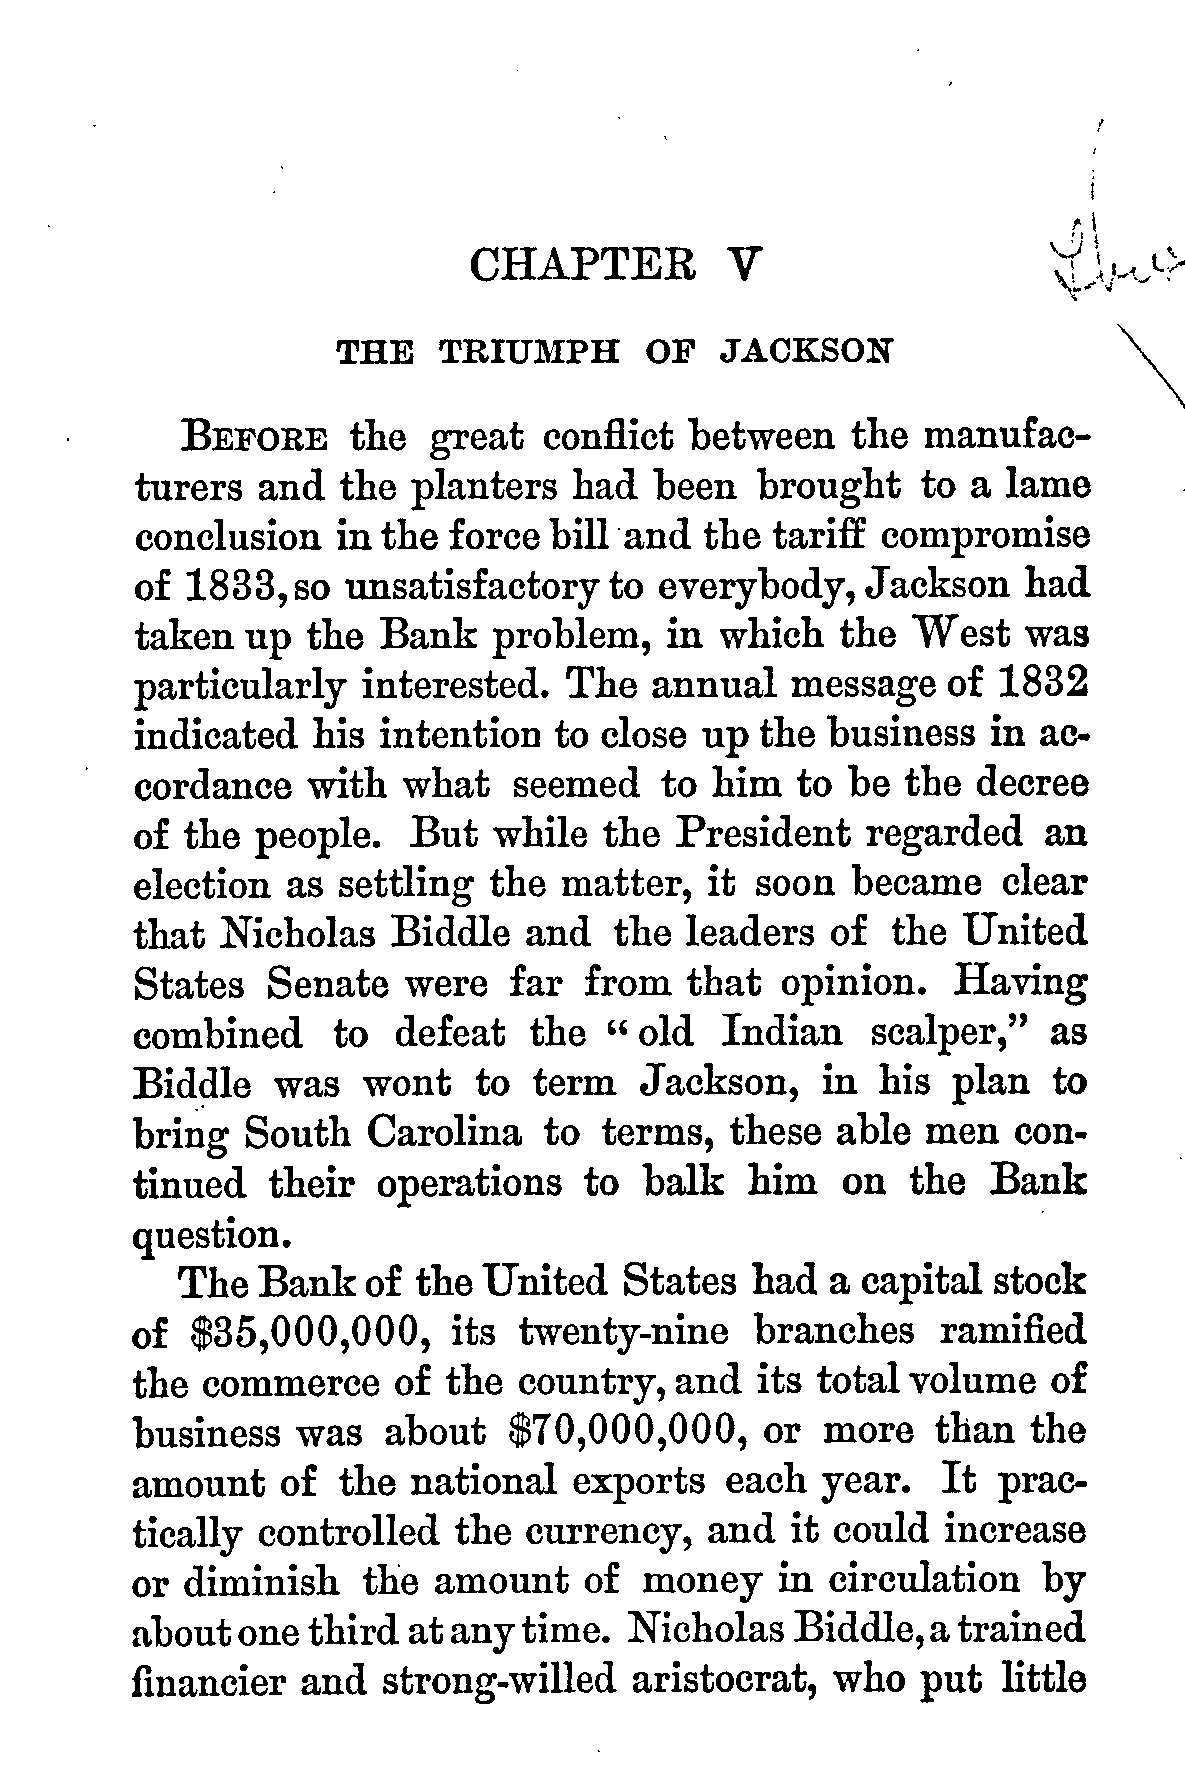 CHAPTER V
THE TRIUMPH OF JACKSON
BEFORE the great conflict between the manufac-
turers and the planters had been brought to a lame
conclusion in the force bill and the tariff compromise
of 1833, so unsatisfactory to everybody, Jackson had
taken up the Bank problem, in which the West was
particularly interested. The annual message of 1832
indicated his intention to close up the business in ac-
cordance with what seemed to him to be the decree
of the people. But while the President regarded an
election as settling the matter, it soon became clear
that Nicholas Biddle and the leaders of the United
States Senate were far from that opinion. Having
combined to defeat the “old Indian scalper,” as
Biddle was wont to term Jackson, in his plan to
bring South Carolina to terms, these able men con-
tinued their operations to balk him on the Bank
question.
The Bank of the United States had a capital stock
of $35,000,000, its twenty-nine branches ramified
the commerce of the country, and its total volume of
business was about $70,000,000, or more than the
amount of the national exports each year. It prac-
tically controlled the currency, and it could increase
or diminish the amount of money in circulation by
about one third at any time. Nicholas Biddle, a trained
financier and strong-willed aristocrat, who put little